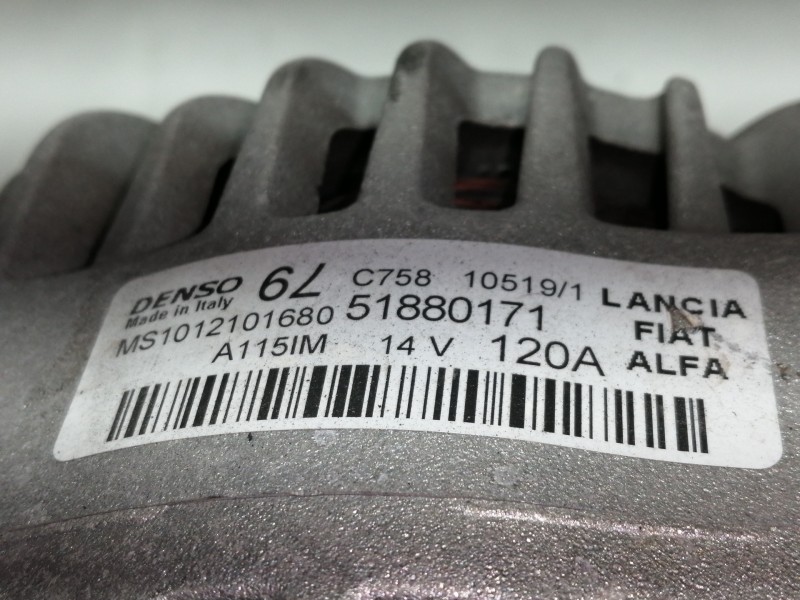 DENSO 67 C758 10519/1 LANCIA
Made in Italy 51880171 FIAT
MS1012101680
A115IM 14 V 120A ALFA